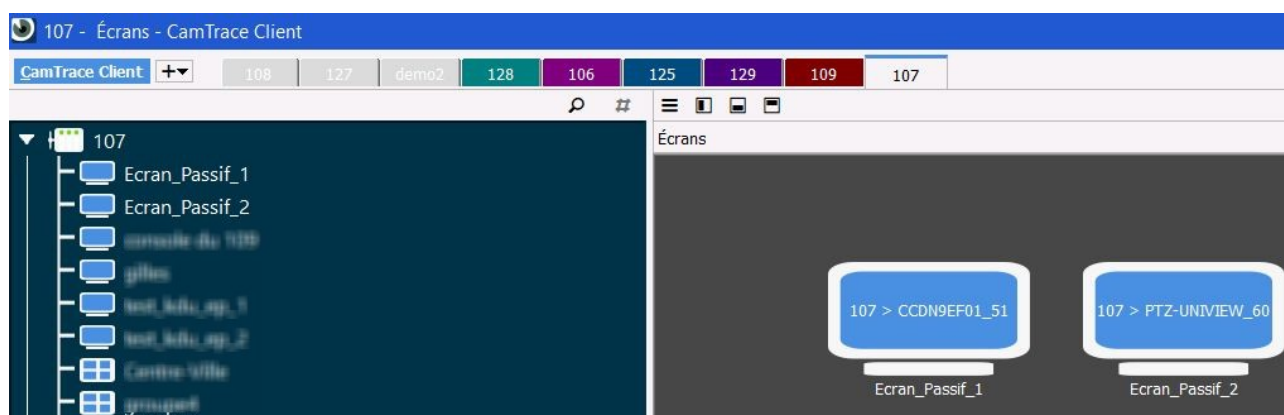 107 - Écrans - CamTrace Client
CamTrace Client
108
127
demo2
128
106
125
129
109
107
107
Ecran_Passif_1
Ecran_Passif_2
Écrans
107 > CCDN9EF01_51
107 > PTZ-UNIVIEW_60
Ecran_Passif_1
Ecran_Passif_2